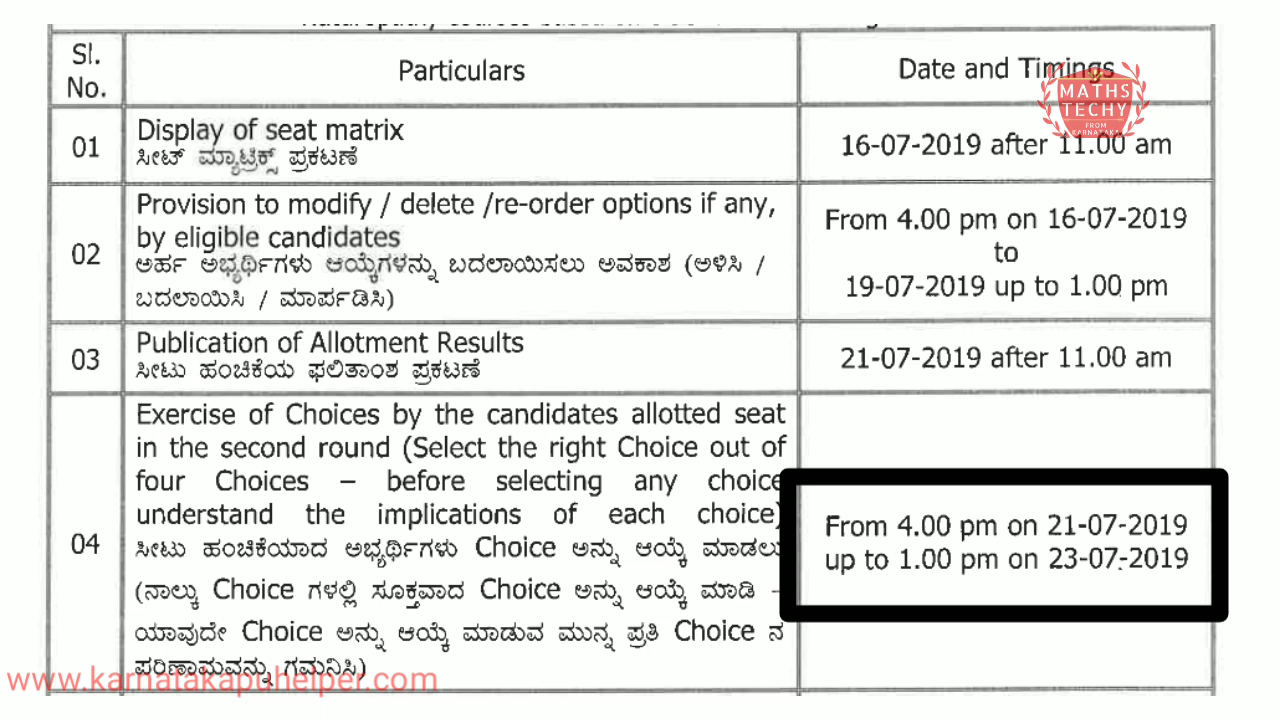 Sl.
No.
Particulars
Date and Timings
MATHS
TECHY
FROM
KARNATAKA
01
Display of seat matrix
ಸೀಟ್ ಮ್ಯಾಟ್ರಿಕ್ಸ್ ಪ್ರಕಟಣೆ
16-07-2019 after 11.00 am
02
Provision to modify / delete /re-order options if any,
by eligible candidates
ಅರ್ಹ ಅಭ್ಯರ್ಥಿಗಳು ಆಯ್ಕೆಗಳನ್ನು ಬದಲಾಯಿಸಲು ಅವಕಾಶ (ಅಳಿಸಿ /
ಬದಲಾಯಿಸಿ / ಮಾರ್ಪಡಿಸಿ)
From 4.00 pm on 16-07-2019
to
19-07-2019 up to 1.00 pm
03
Publication of Allotment Results
ಸೀಟು ಹಂಚಿಕೆಯ ಫಲಿತಾಂಶ ಪ್ರಕಟಣೆ
21-07-2019 after 11.00 am
04
Exercise of Choices by the candidates allotted seat
in the second round (Select the right Choice out of
four Choices – before selecting any choice
understand the implications of each choice)
ಸೀಟು ಹಂಚಿಕೆಯಾದ ಅಭ್ಯರ್ಥಿಗಳು Choice ಅನ್ನು ಆಯ್ಕೆ ಮಾಡಲು
(ನಾಲ್ಕು Choice ಗಳಲ್ಲಿ ಸೂಕ್ತವಾದ Choice ಅನ್ನು ಆಯ್ಕೆ ಮಾಡಿ -
ಯಾವುದೇ Choice ಅನ್ನು ಆಯ್ಕೆ ಮಾಡುವ ಮುನ್ನ ಪ್ರತಿ Choice ನ
ಪರಿಣಾಮವನ್ನು ಗಮನಿಸಿ)
From 4.00 pm on 21-07-2019
up to 1.00 pm on 23-07-2019
www.karnatakapuhelper.com